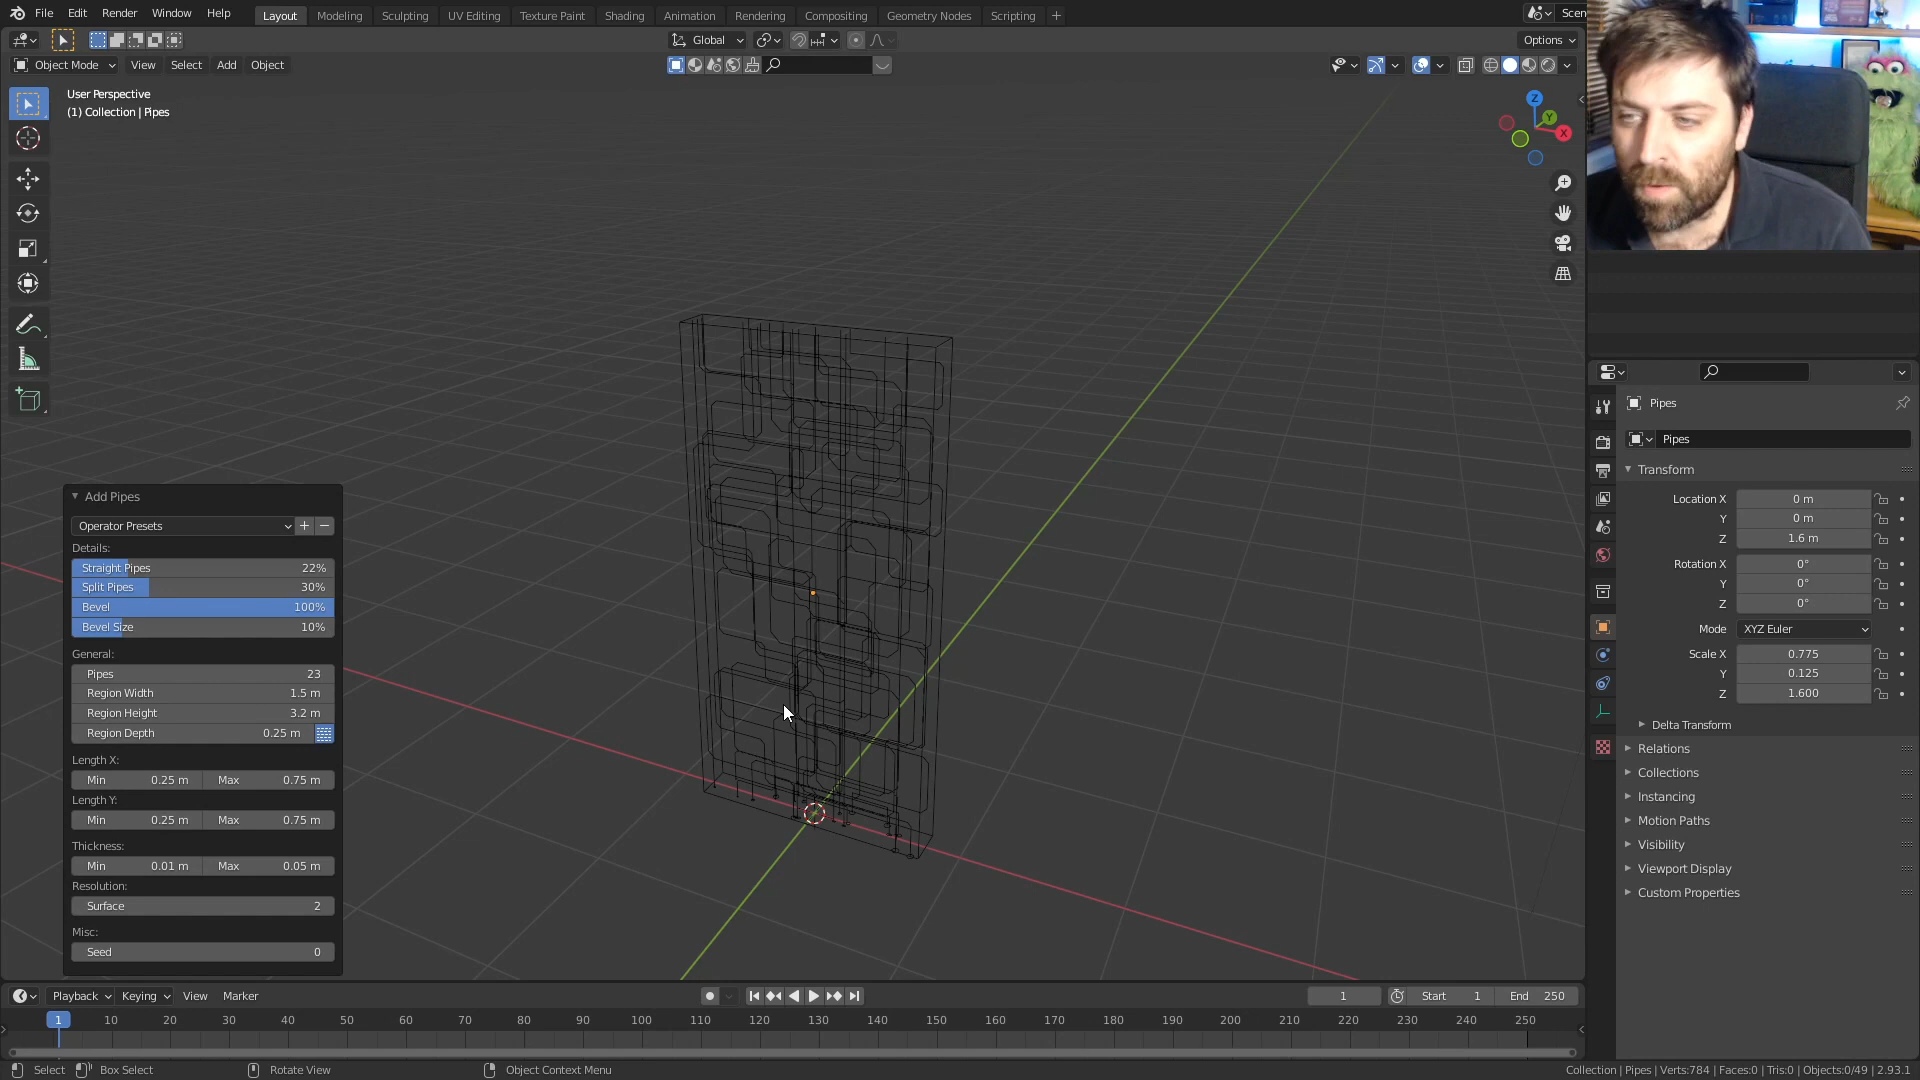 File Edit Render Window Help Layout Modeling Sculpting UV Editing Texture Paint Shading Animation Rendering Compositing Geometry Nodes Scripting + Scen
Global Options
Object Mode View Select Add Object
User Perspective
(1) Collection | Pipes
Z
Y
X
Add Pipes
Operator Presets
Details:
Straight Pipes 22%
Split Pipes 30%
Bevel 100%
Bevel Size 10%
General:
Pipes 23
Region Width 1.5 m
Region Height 3.2 m
Region Depth 0.25 m
Length X:
Min 0.25 m Max 0.75 m
Length Y:
Min 0.25 m Max 0.75 m
Thickness:
Min 0.01 m Max 0.05 m
Resolution:
Surface 2
Misc:
Seed 0
Pipes
Pipes
Transform
Location X 0 m
Y 0 m
Z 1.6 m
Rotation X 0°
Y 0°
Z 0°
Mode XYZ Euler
Scale X 0.775
Y 0.125
Z 1.600
Delta Transform
Relations
Collections
Instancing
Motion Paths
Visibility
Viewport Display
Custom Properties
Playback Keying View Marker 1 Start 1 End 250
1 10 20 30 40 50 60 70 80 90 100 110 120 130 140 150 160 170 180 190 200 210 220 230 240 250
Select Box Select Rotate View Object Context Menu Collection | Pipes | Verts:784 | Faces:0 | Tris:0 | Objects:0/49 | 2.93.1